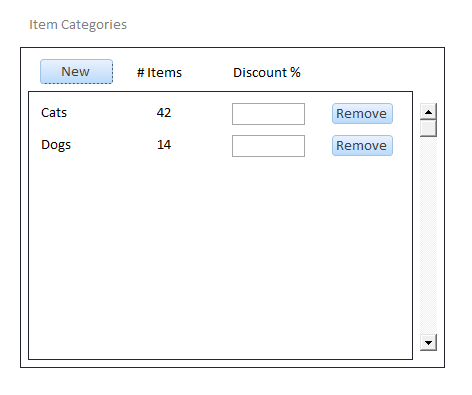 Item Categories
New # Items Discount %
Cats 42 Remove
Dogs 14 Remove